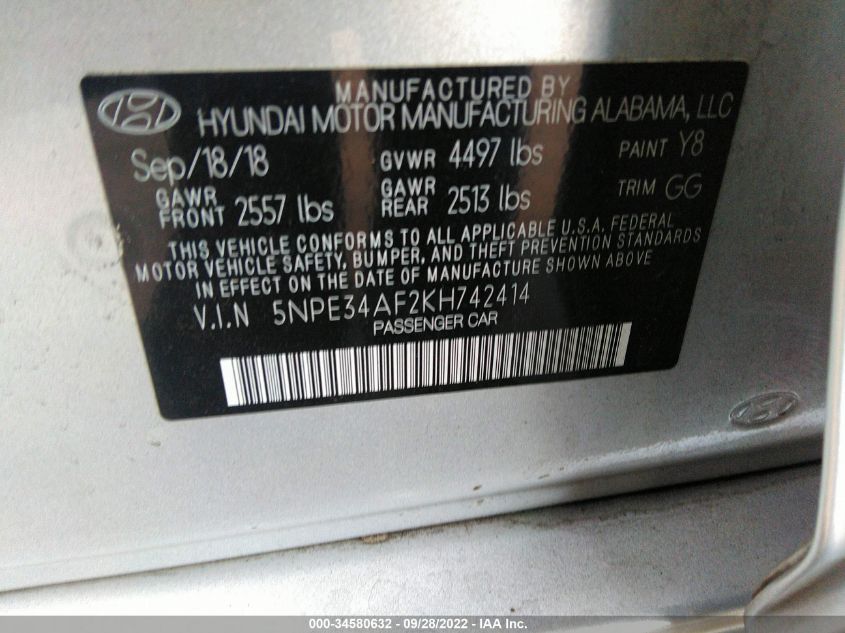 MANUFACTURED BY
HYUNDAI MOTOR MANUFACTURING ALABAMA, LLC
Sep/18/18 GVWR 4497 lbs PAINT Y8
GAWR FRONT 2557 lbs GAWR REAR 2513 lbs TRIM GG
THIS VEHICLE CONFORMS TO ALL APPLICABLE U.S.A. FEDERAL
MOTOR VEHICLE SAFETY, BUMPER, AND THEFT PREVENTION STANDARDS
IN EFFECT ON THE DATE OF MANUFACTURE SHOWN ABOVE
V.I.N 5NPE34AF2KH742414
PASSENGER CAR
000-34580632 - 09/28/2022 - IAA Inc.